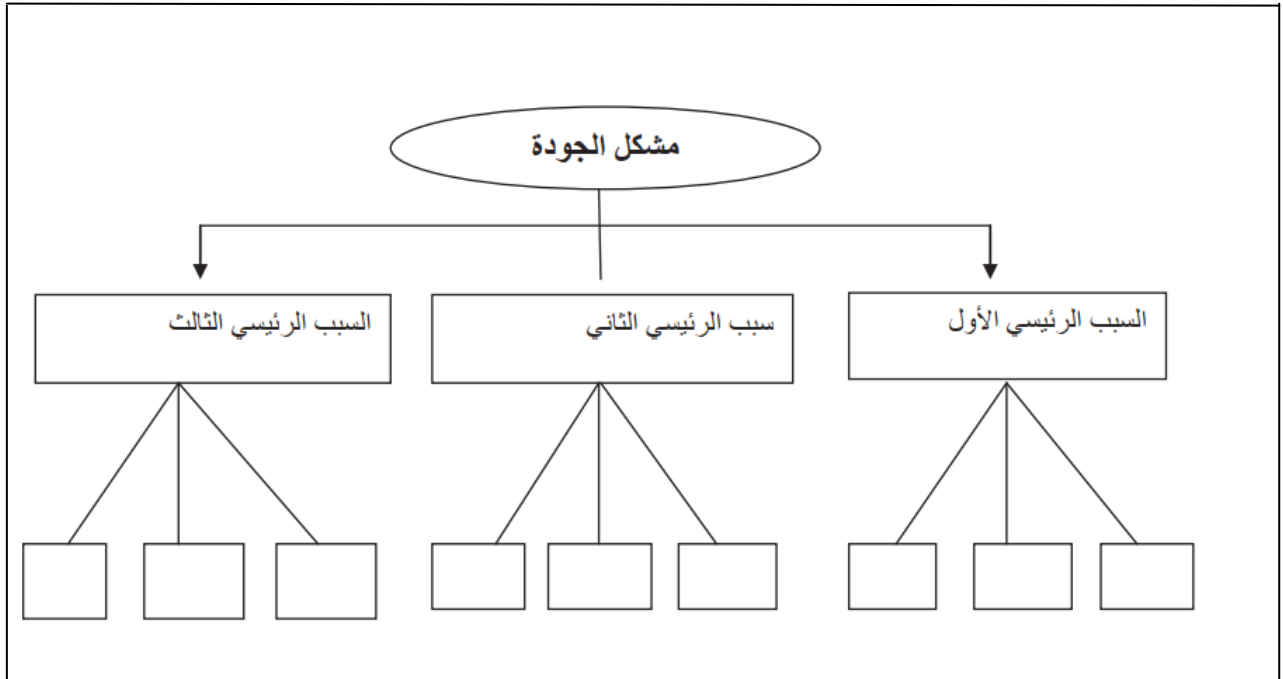 مشكل الجودة
السبب الرئيسي الأول
سبب الرئيسي الثاني
السبب الرئيسي الثالث